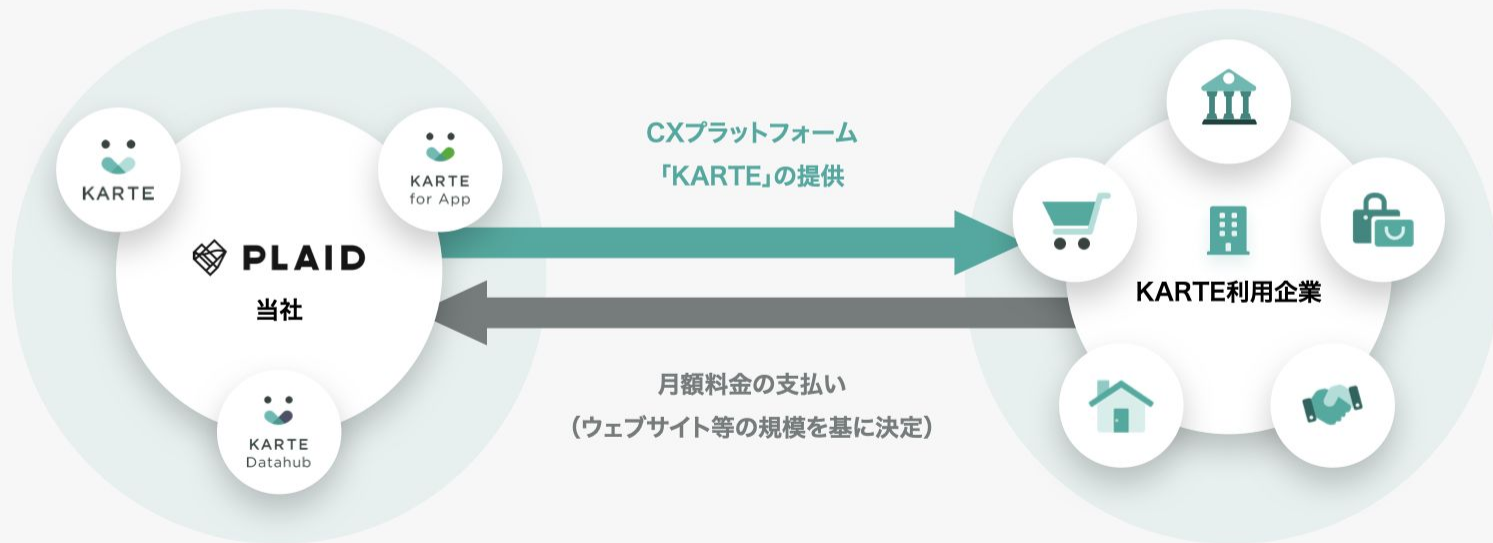 KARTE
KARTE
for App
PLAID
当社
KARTE
Datahub
CXプラットフォーム
「KARTE」の提供
月額料金の支払い
（ウェブサイト等の規模を基に決定）
KARTE利用企業